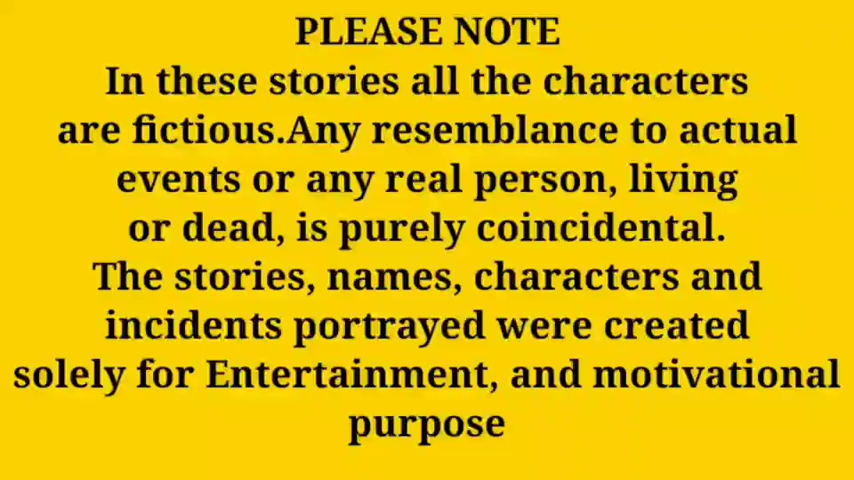 PLEASE NOTE
In these stories all the characters
are fictious.Any resemblance to actual
events or any real person, living
or dead, is purely coincidental.
The stories, names, characters and
incidents portrayed were created
solely for Entertainment, and motivational
purpose